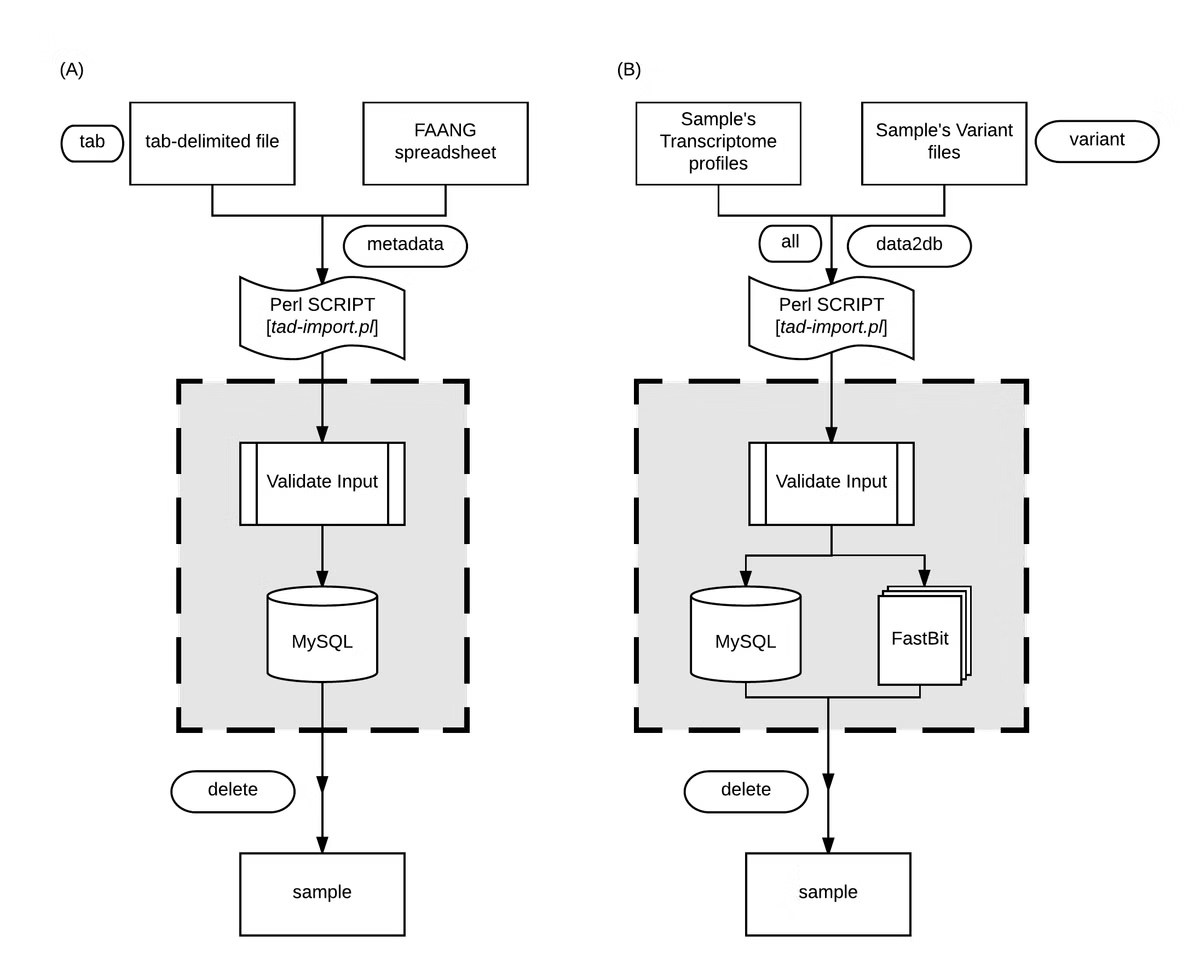 (A)
tab
tab-delimited file
FAANG
spreadsheet
metadata
Perl SCRIPT
[tad-import.pl]
Validate Input
MySQL
delete
sample
(B)
Sample's
Transcriptome
profiles
Sample's Variant
files
variant
all
data2db
Perl SCRIPT
[tad-import.pl]
Validate Input
MySQL
FastBit
delete
sample